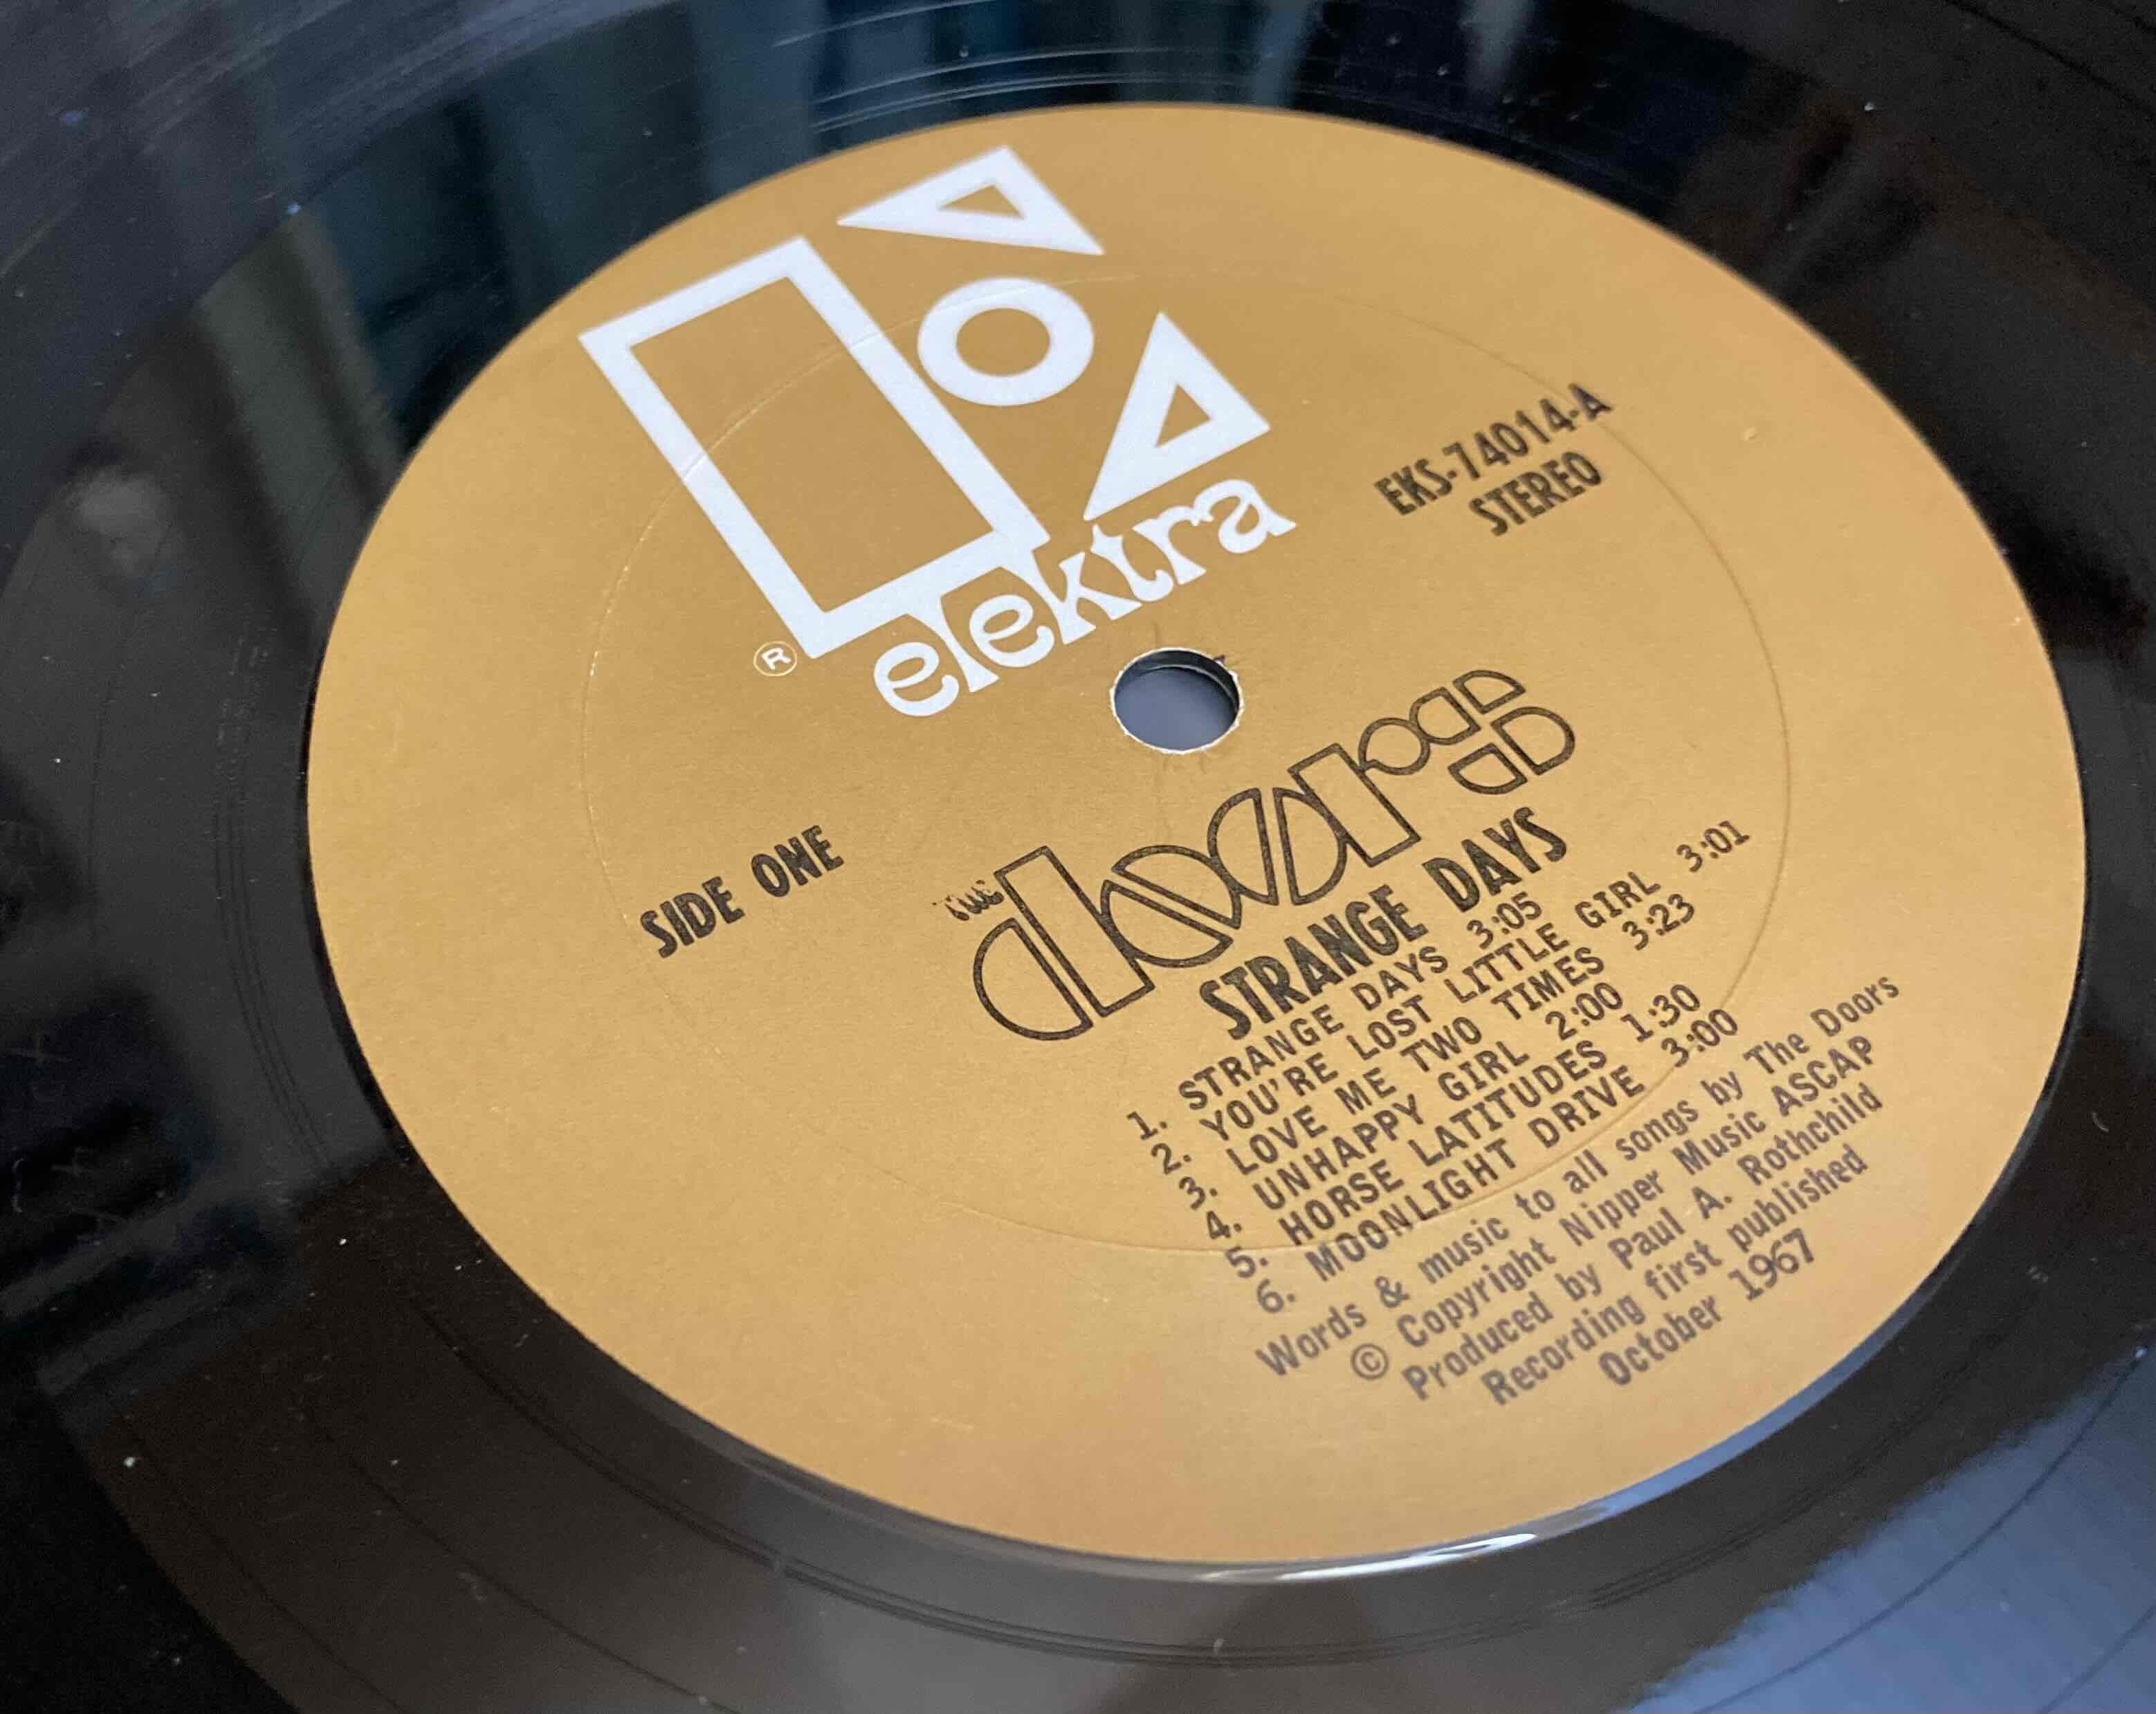 elektra
®
EKS-74014-A
STEREO
SIDE ONE
THE
DOORS
STRANGE DAYS
1. STRANGE DAYS 3:05
2. YOU'RE LOST LITTLE GIRL 3:01
3. LOVE ME TWO TIMES 3:23
4. UNHAPPY GIRL 2:00
5. HORSE LATITUDES 1:30
6. MOONLIGHT DRIVE 3:00
Words & music to all songs by The Doors
© Copyright Nipper Music ASCAP
Produced by Paul A. Rothchild
Recording first published
October 1967